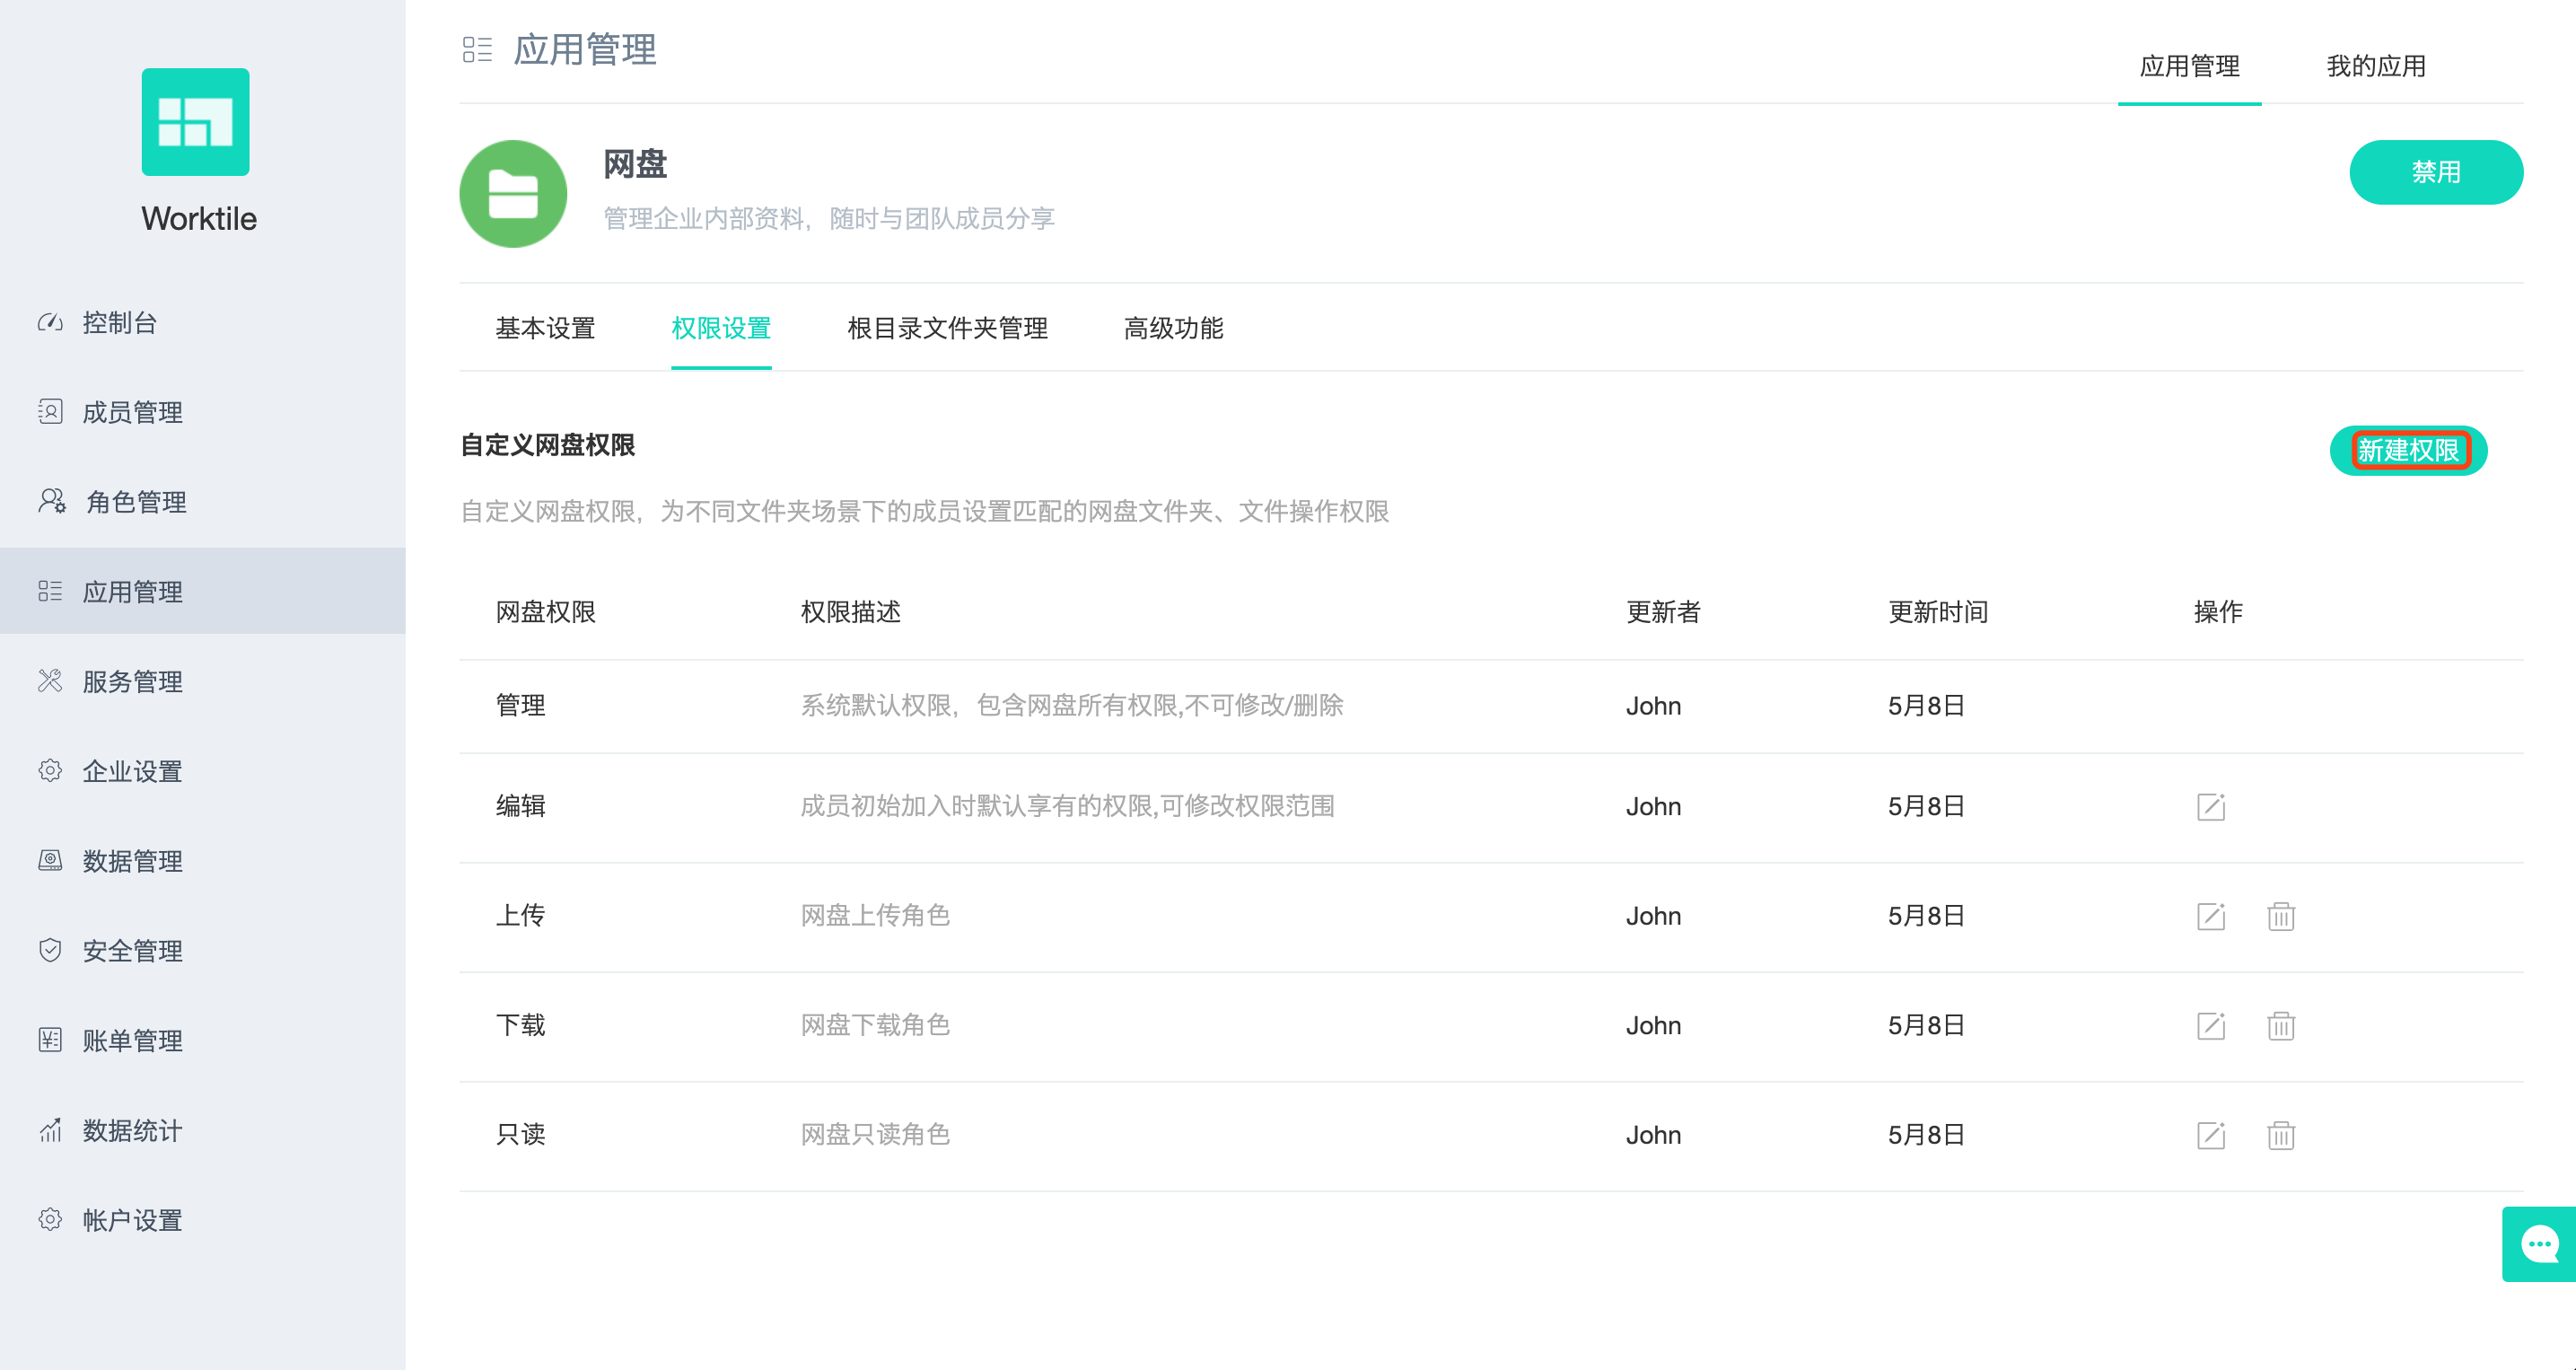 Worktile
控制台
成员管理
角色管理
应用管理
服务管理
企业设置
数据管理
安全管理
账单管理
数据统计
帐户设置
应用管理
应用管理 我的应用
网盘
管理企业内部资料，随时与团队成员分享
禁用
基本设置 权限设置 根目录文件夹管理 高级功能
自定义网盘权限
新建权限
自定义网盘权限，为不同文件夹场景下的成员设置匹配的网盘文件夹、文件操作权限
网盘权限 权限描述 更新者 更新时间 操作
管理 系统默认权限，包含网盘所有权限,不可修改/删除 John 5月8日
编辑 成员初始加入时默认享有的权限,可修改权限范围 John 5月8日
上传 网盘上传角色 John 5月8日
下载 网盘下载角色 John 5月8日
只读 网盘只读角色 John 5月8日